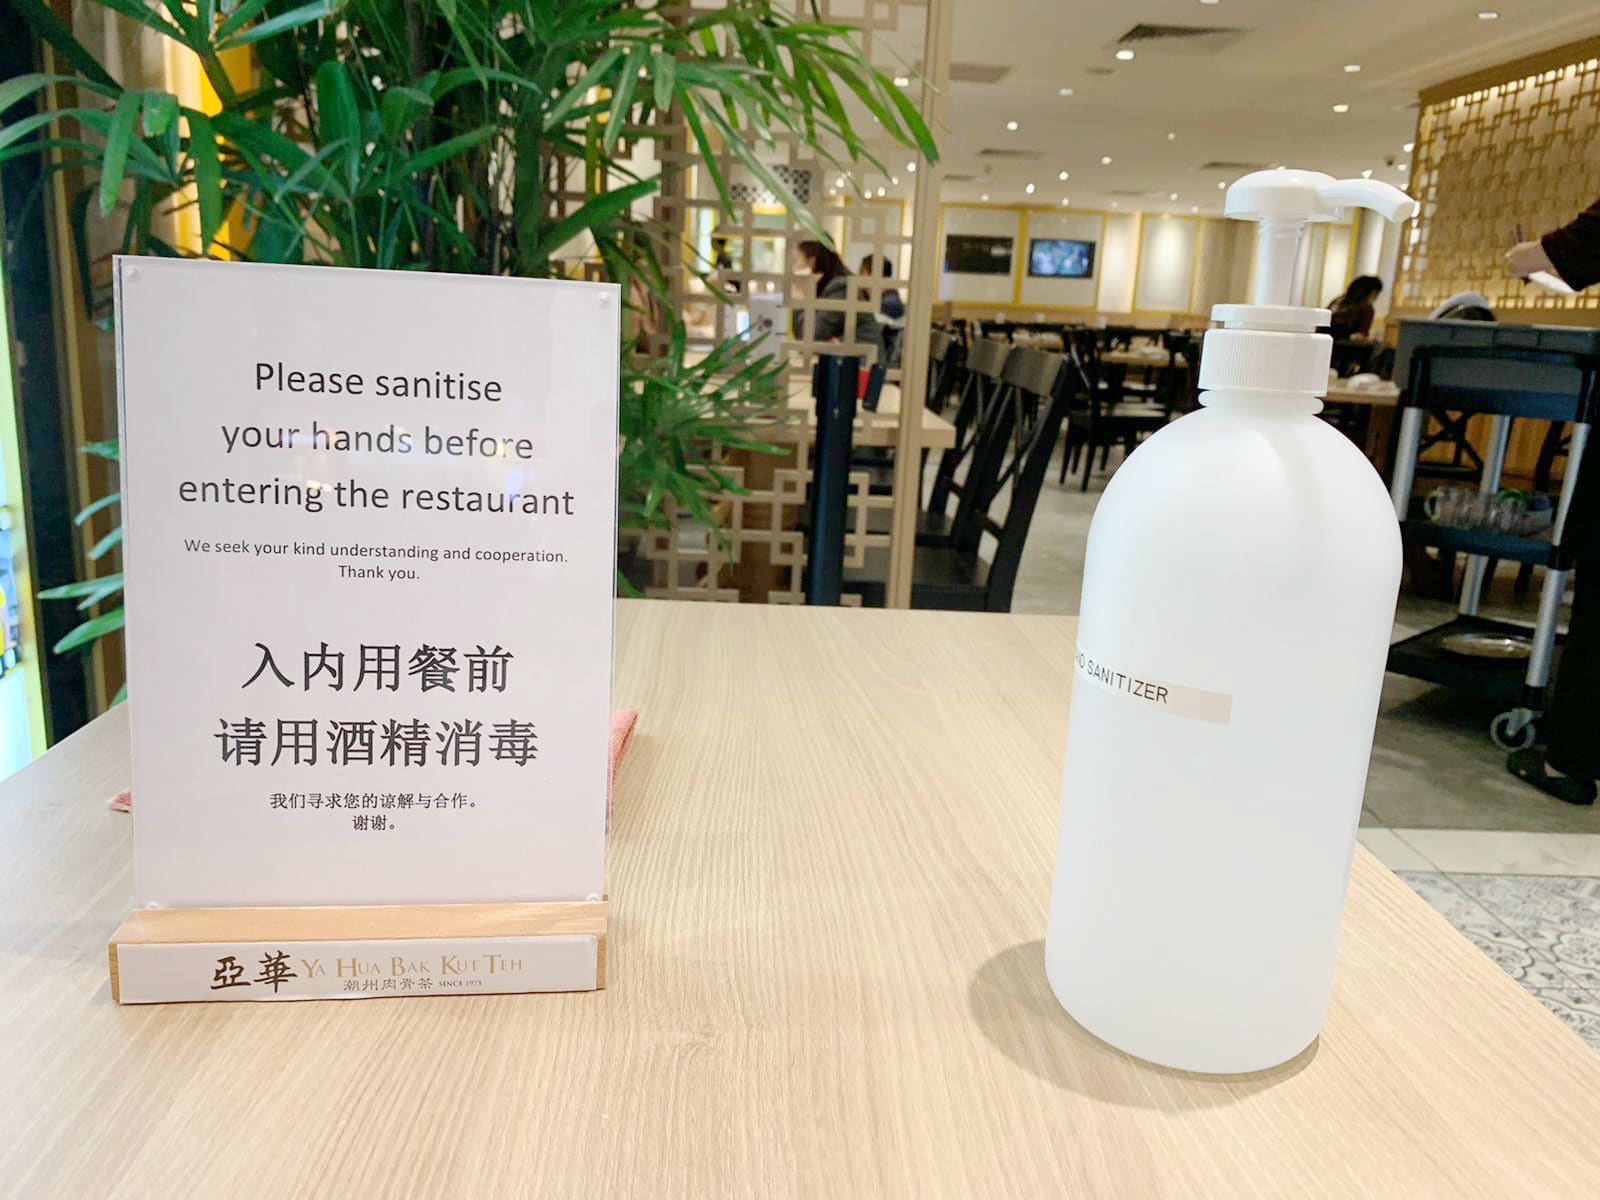 Please sanitise
your hands before
entering the restaurant
We seek your kind understanding and cooperation.
Thank you.
入内用餐前
请用酒精消毒
我们寻求您的谅解与合作。
谢谢。
亞華 YA HUA BAK KUT TEH
潮州肉骨茶 SINCE 1973
SANITIZER